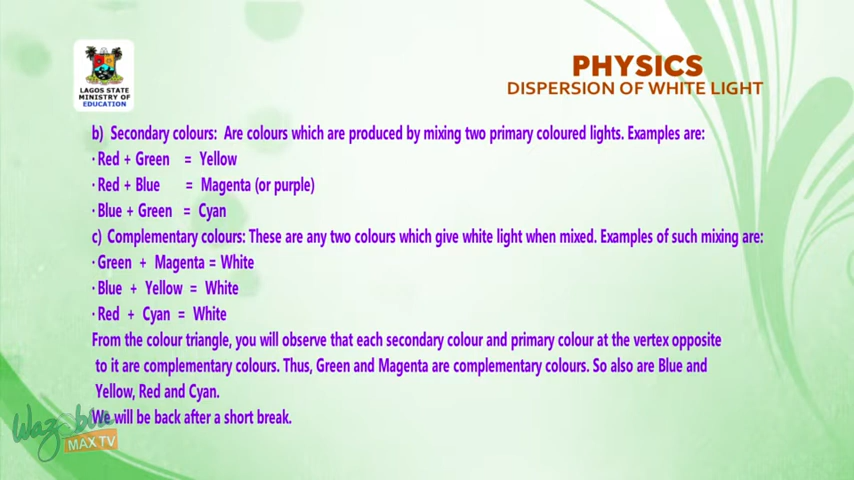 LAGOS STATE
MINISTRY OF
EDUCATION
PHYSICS
DISPERSION OF WHITE LIGHT
b) Secondary colours: Are colours which are produced by mixing two primary coloured lights. Examples are:
· Red + Green = Yellow
· Red + Blue = Magenta (or purple)
· Blue + Green = Cyan
c) Complementary colours: These are any two colours which give white light when mixed. Examples of such mixing are:
· Green + Magenta = White
· Blue + Yellow = White
· Red + Cyan = White
From the colour triangle, you will observe that each secondary colour and primary colour at the vertex opposite
to it are complementary colours. Thus, Green and Magenta are complementary colours. So also are Blue and
Yellow, Red and Cyan.
We will be back after a short break.
MAX TV